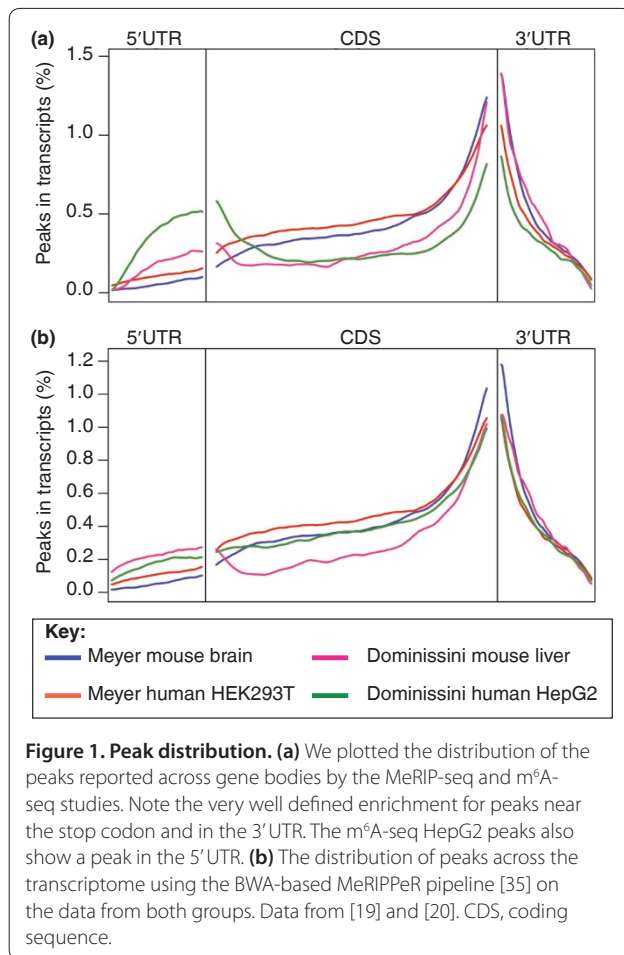 (a)
5′UTR CDS 3′UTR
Peaks in transcripts (%)
1.5
1.0
0.5
0.0
(b)
5′UTR CDS 3′UTR
Peaks in transcripts (%)
1.2
1.2
1.0
0.8
0.6
0.4
0.2
0.0
Key:
Meyer mouse brain Dominissini mouse liver
Meyer human HEK293T Dominissini human HepG2
Figure 1. Peak distribution. (a) We plotted the distribution of the
peaks reported across gene bodies by the MeRIP-seq and m⁶A-
seq studies. Note the very well defined enrichment for peaks near
the stop codon and in the 3′ UTR. The m⁶A-seq HepG2 peaks also
show a peak in the 5′ UTR. (b) The distribution of peaks across the
transcriptome using the BWA-based MeRIPPeR pipeline [35] on
the data from both groups. Data from [19] and [20]. CDS, coding
sequence.